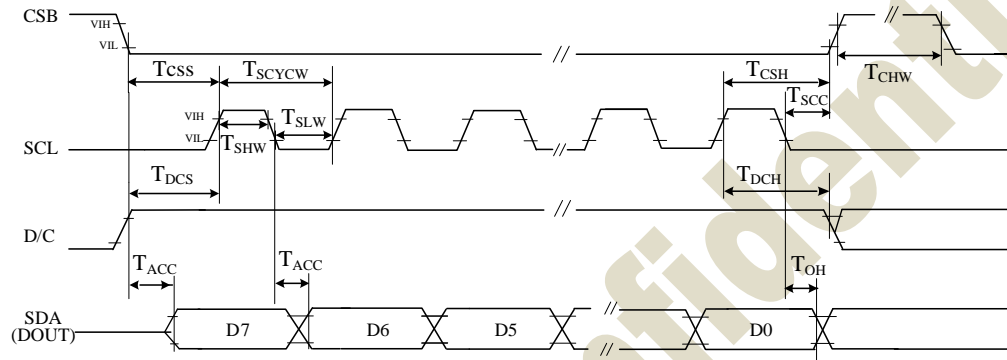 CSB
VIH
VIL
//
//
Tcss
TSCYCW
TCSH
TCHW
TSCC
SCL
VIH
VIL
TSHW
TSLW
//
TDCS
TDCH
D/C
//
TACC
TACC
TOH
SDA
(DOUT)
D7
D6
D5
//
//
D0
onfidenti